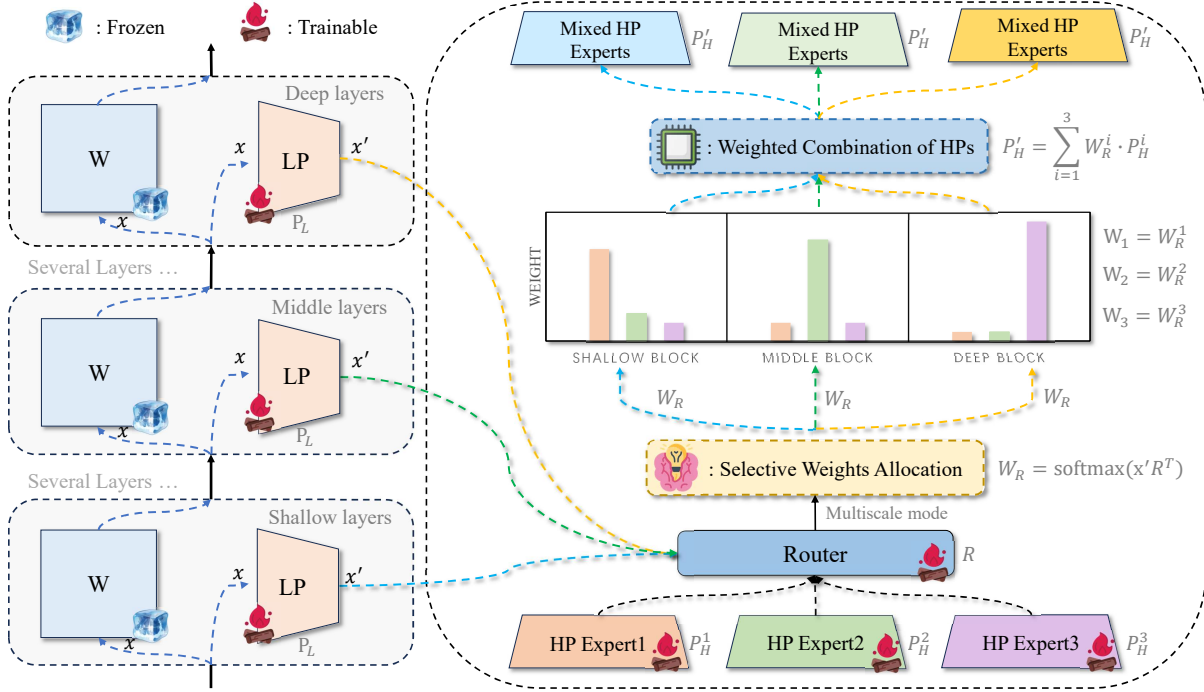 : Frozen
: Trainable
Deep layers
W
x
LP
x'
x
P_L
Several Layers ...
Middle layers
W
x
LP
x'
x
P_L
Several Layers ...
Shallow layers
W
x
LP
x'
x
P_L
Mixed HP
Experts
P'_H
Mixed HP
Experts
P'_H
Mixed HP
Experts
P'_H
: Weighted Combination of HPs
P'_H = \sum_{i=1}^{3} W_R^i · P_H^i
WEIGHT
W_1 = W_R^1
W_2 = W_R^2
W_3 = W_R^3
SHALLOW BLOCK
MIDDLE BLOCK
DEEP BLOCK
W_R
W_R
W_R
: Selective Weights Allocation
W_R = softmax(x'R^T)
Multiscale mode
Router
R
HP Expert1
P_H^1
HP Expert2
P_H^2
HP Expert3
P_H^3